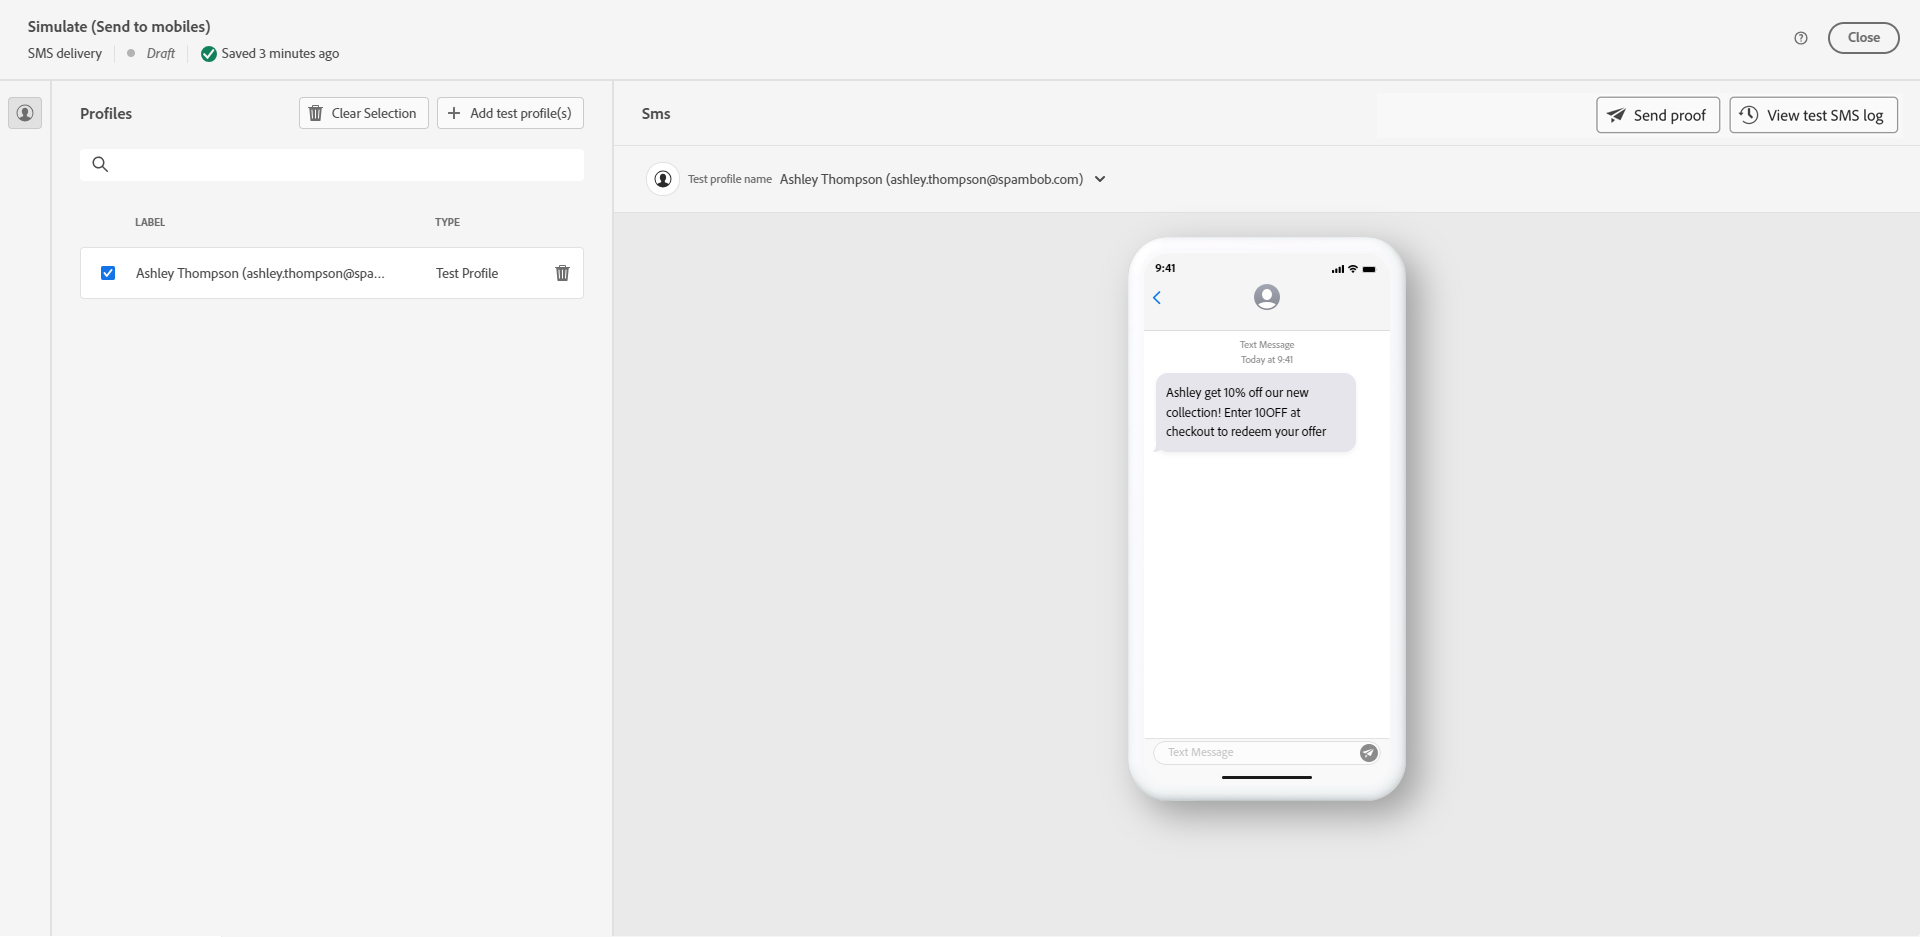 Simulate (Send to mobiles)
SMS delivery
Draft
Saved 3 minutes ago
Close
Profiles
Clear Selection
Add test profile(s)
LABEL
TYPE
Ashley Thompson (ashley.thompson@spa...
Test Profile
Sms
Send proof
View test SMS log
Test profile name Ashley Thompson (ashley.thompson@spambob.com)
9:41
Text Message
Today at 9:41
Ashley get 10% off our new
collection! Enter 10OFF at
checkout to redeem your offer
Text Message